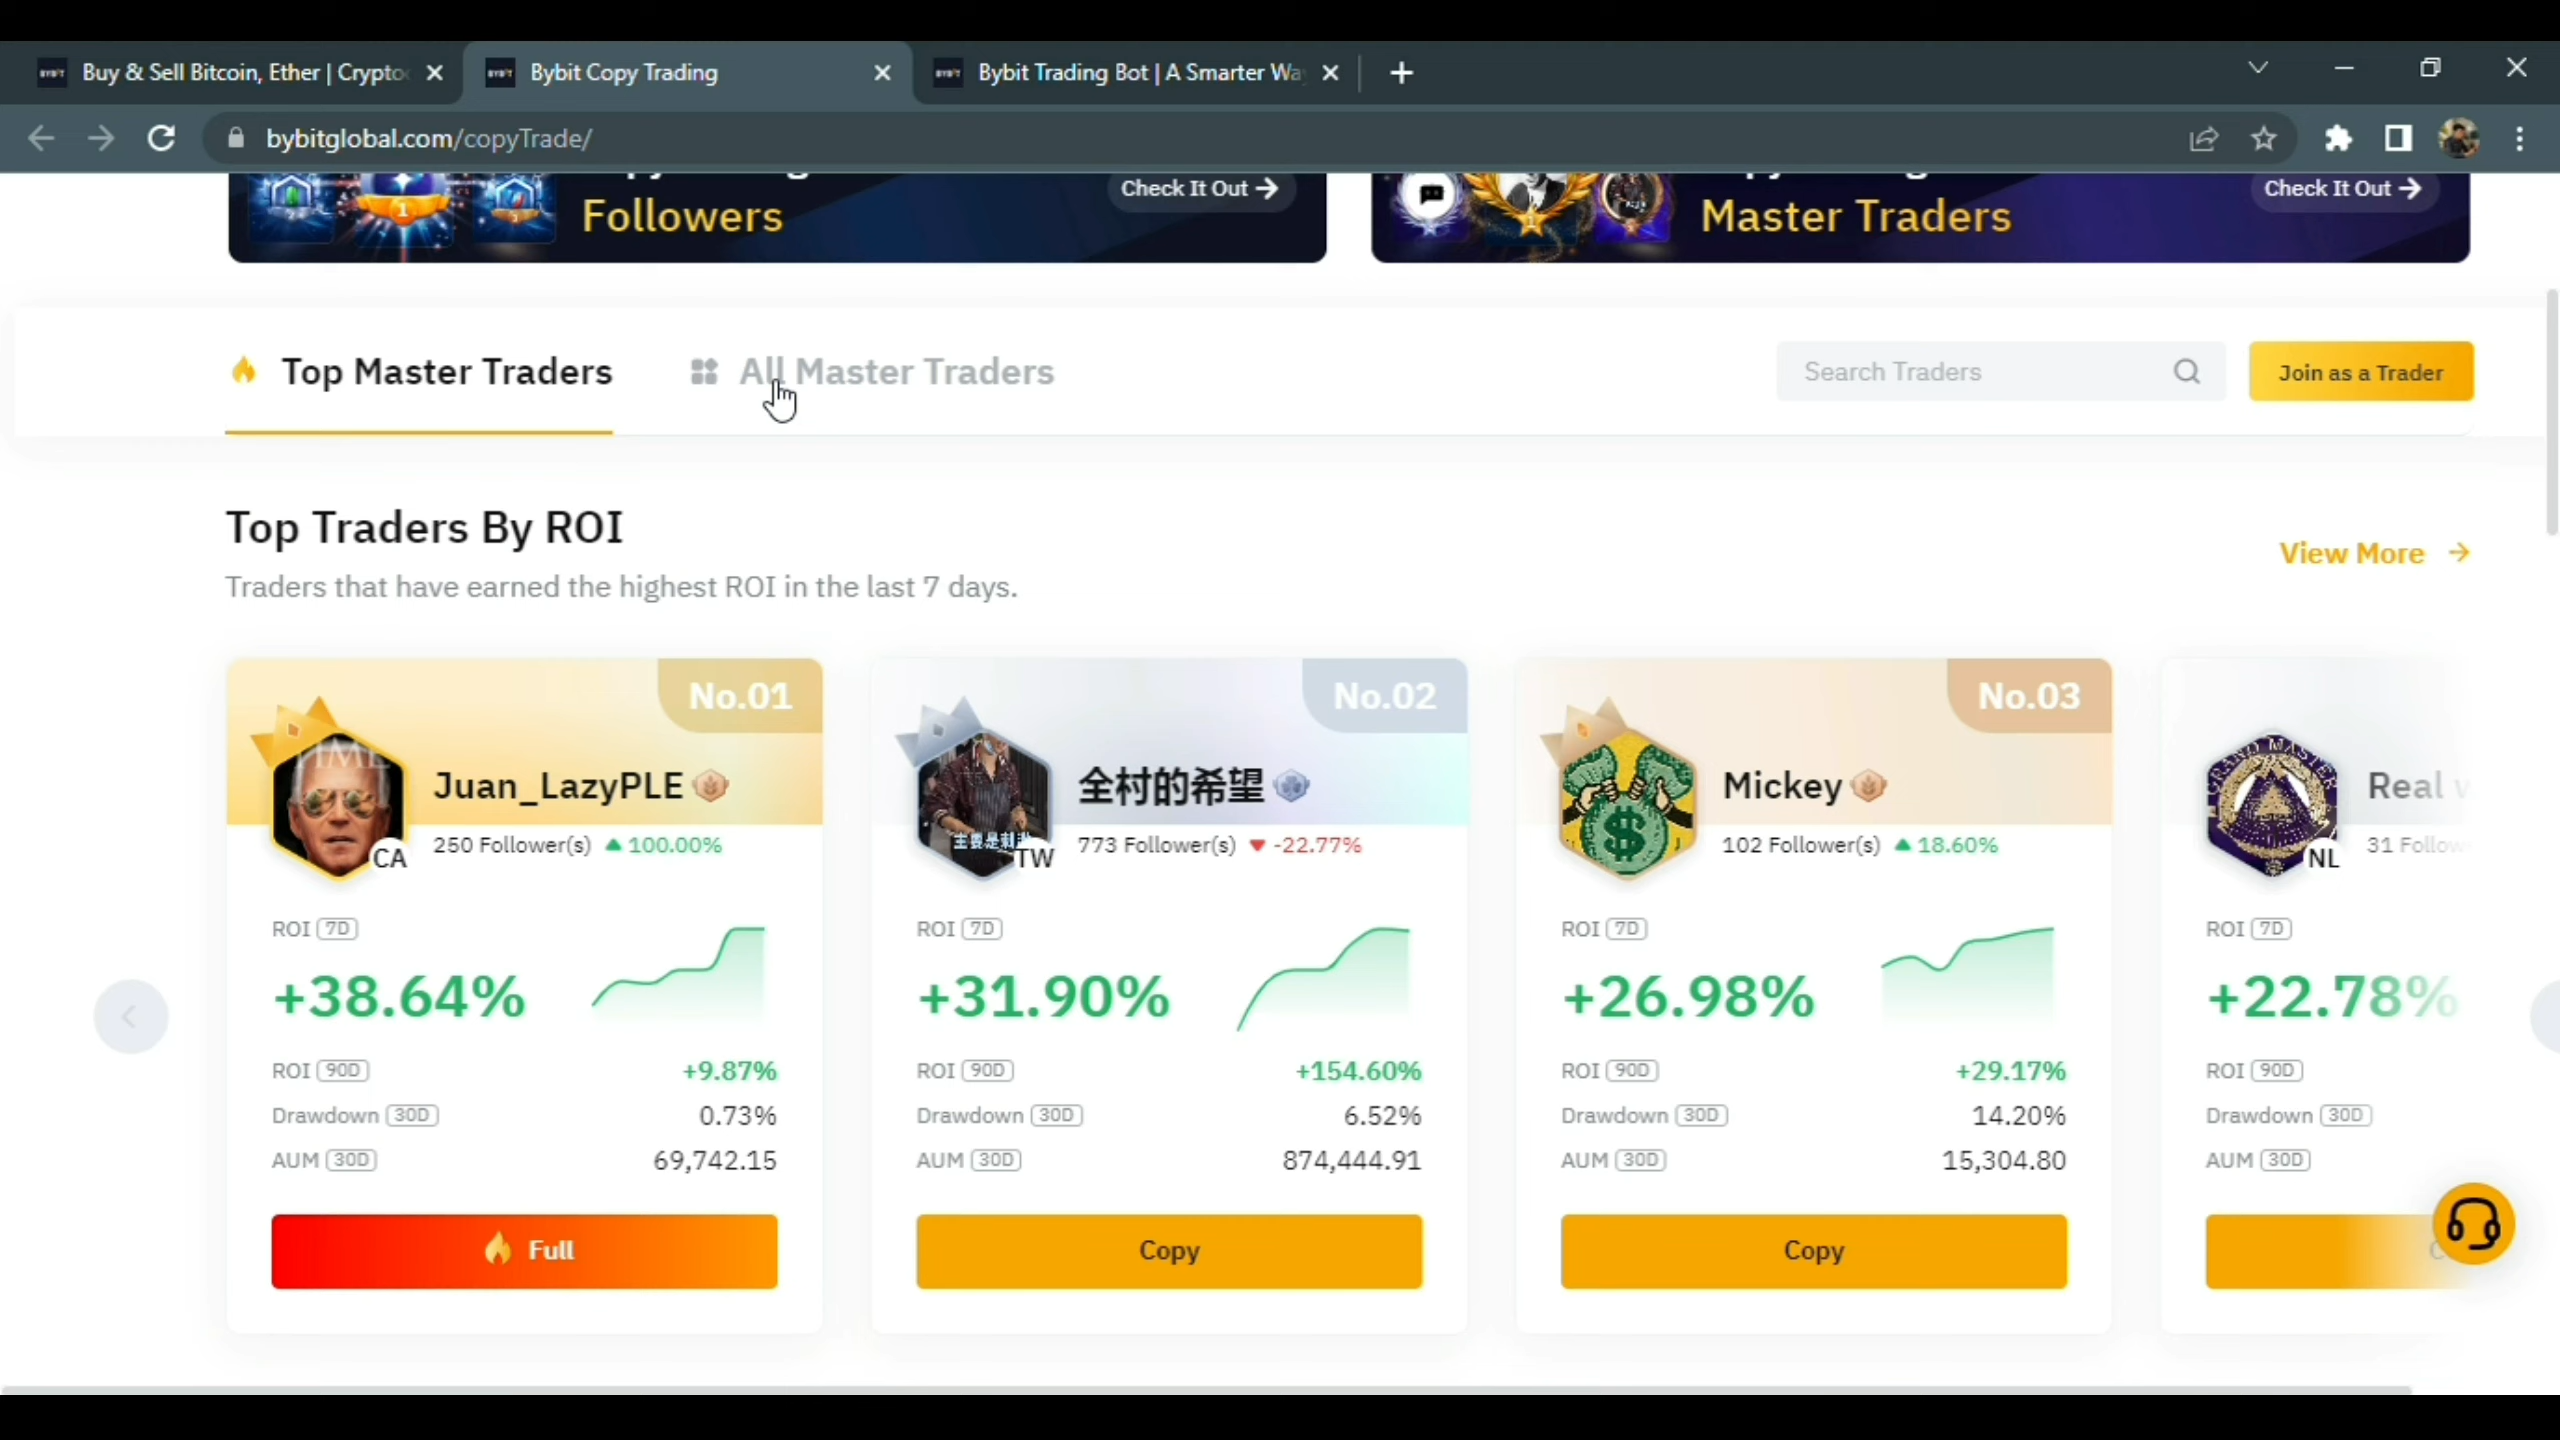 Buy & Sell Bitcoin, Ether | Crypto
Bybit Copy Trading
Bybit Trading Bot | A Smarter Wa
bybitglobal.com/copyTrade/
Followers
Check It Out →
Master Traders
Check It Out →
Top Master Traders
All Master Traders
Search Traders
Join as a Trader
Top Traders By ROI
Traders that have earned the highest ROI in the last 7 days.
View More →
No.01
Juan_LazyPLE
CA
250 Follower(s) ▲ 100.00%
ROI 7D
+38.64%
ROI 90D +9.87%
Drawdown 30D 0.73%
AUM 30D 69,742.15
Full
No.02
全村的希望
TW
773 Follower(s) ▼ -22.77%
ROI 7D
+31.90%
ROI 90D +154.60%
Drawdown 30D 6.52%
AUM 30D 874,444.91
Copy
No.03
Mickey
102 Follower(s) ▲ 18.60%
ROI 7D
+26.98%
ROI 90D +29.17%
Drawdown 30D 14.20%
AUM 30D 15,304.80
Copy
Real
NL
31 Follow
ROI 7D
+22.78%
ROI 90D
Drawdown 30D
AUM 30D